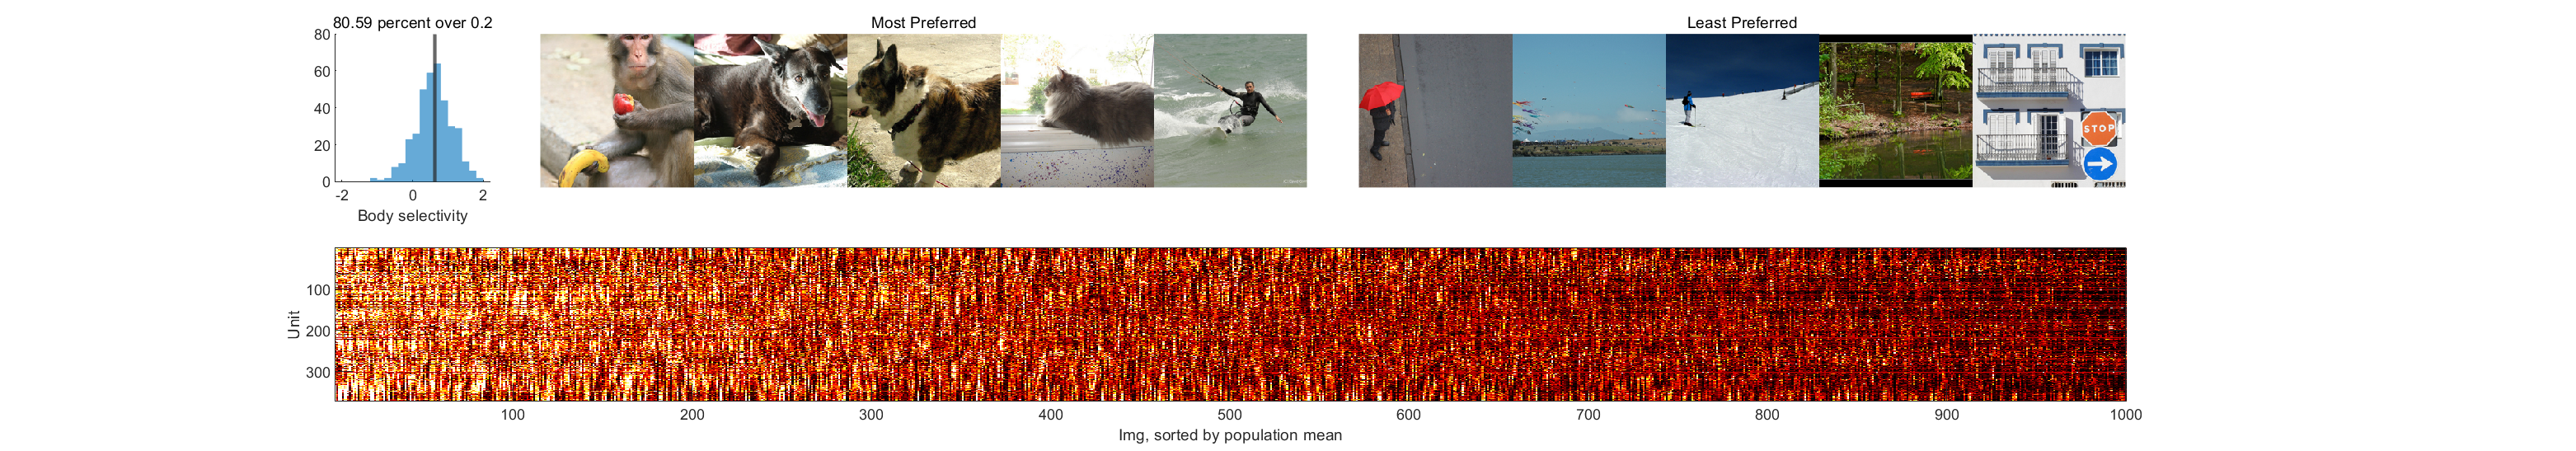 80.59 percent over 0.2
80
60
40
20
0
-2 0 2
Body selectivity
Most Preferred
Least Preferred
STOP
100
200
300
Unit
100 200 300 400 500 600 700 800 900 1000
Img, sorted by population mean